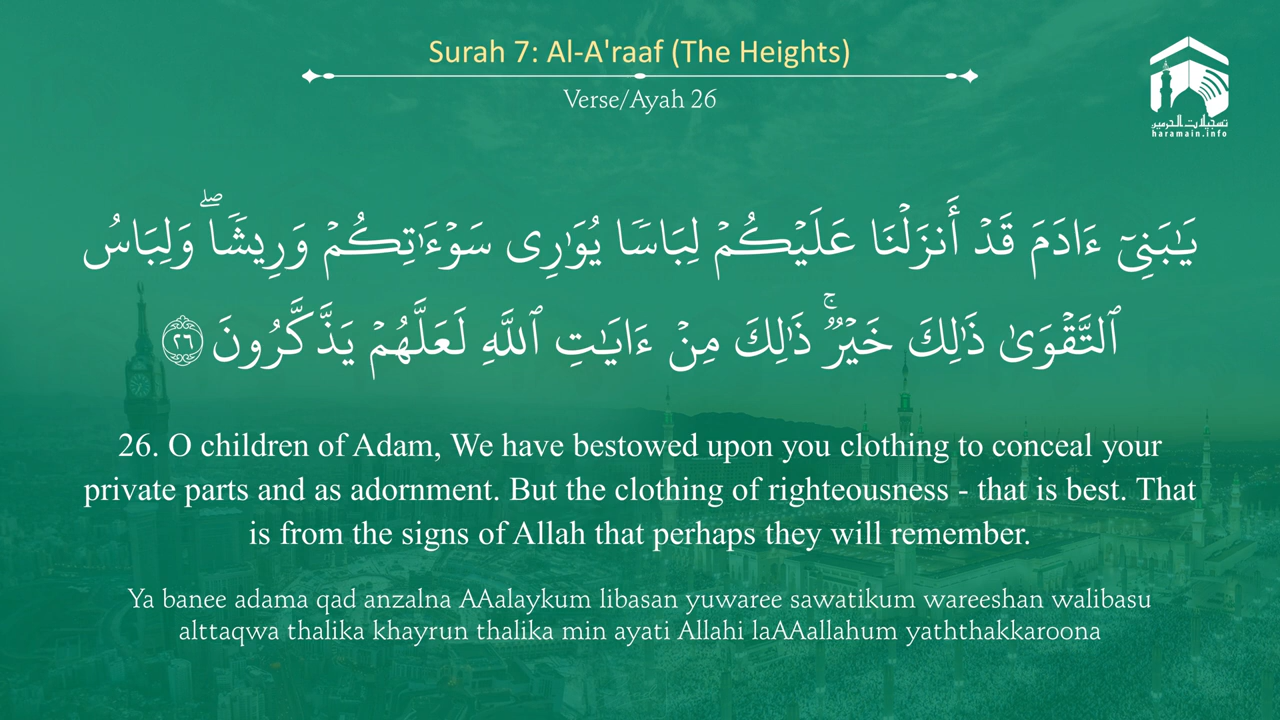 Surah 7: Al-A'raaf (The Heights)
Verse/Ayah 26
تسجيلات الحرمين
haramain.info
يَـٰبَنِىٓ ءَادَمَ قَدْ أَنزَلْنَا عَلَيْكُمْ لِبَاسًا يُوَٰرِى سَوْءَٰتِكُمْ وَرِيشًا ۖ وَلِبَاسُ
ٱلتَّقْوَىٰ ذَٰلِكَ خَيْرٌ ۚ ذَٰلِكَ مِنْ ءَايَـٰتِ ٱللَّهِ لَعَلَّهُمْ يَذَّكَّرُونَ ٢٦
26. O children of Adam, We have bestowed upon you clothing to conceal your
private parts and as adornment. But the clothing of righteousness - that is best. That
is from the signs of Allah that perhaps they will remember.
Ya banee adama qad anzalna AAalaykum libasan yuwaree sawatikum wareeshan walibasu
alttaqwa thalika khayrun thalika min ayati Allahi laAAallahum yaththakkaroona